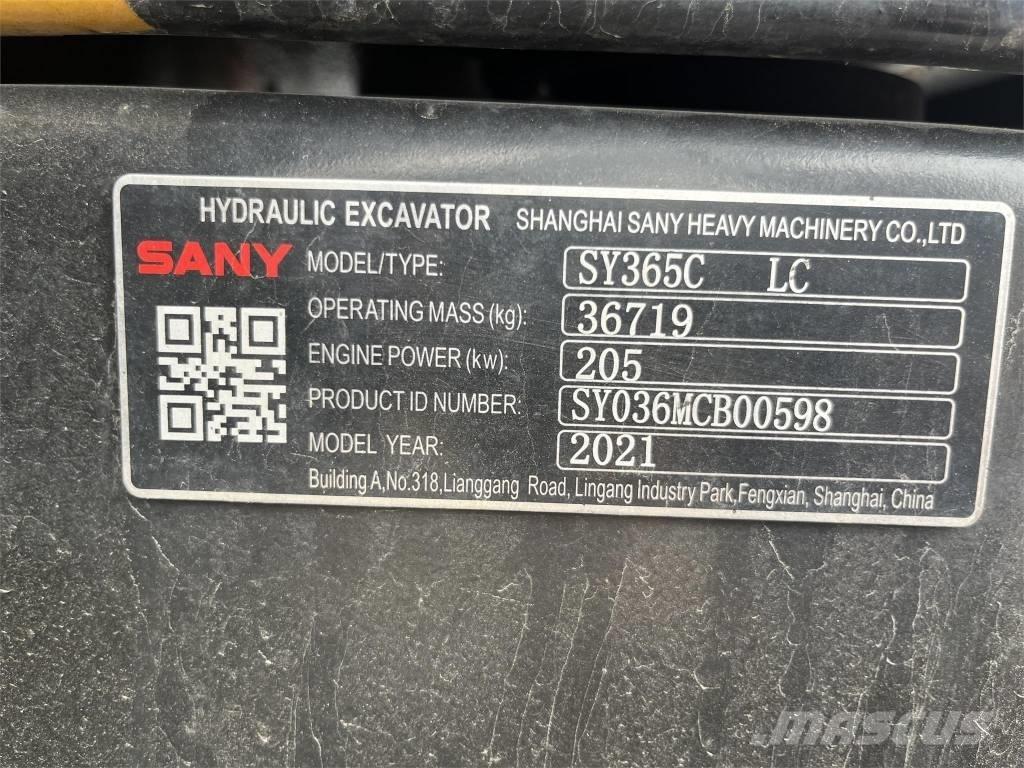 HYDRAULIC EXCAVATOR SHANGHAI SANY HEAVY MACHINERY CO.,LTD
SANY MODEL/TYPE: SY365C LC
OPERATING MASS (kg): 36719
ENGINE POWER (kw): 205
PRODUCT ID NUMBER: SY036MCB00598
MODEL YEAR: 2021
Building A,No.318,Lianggang Road, Lingang Industry Park,Fengxian, Shanghai, China
MASCUS